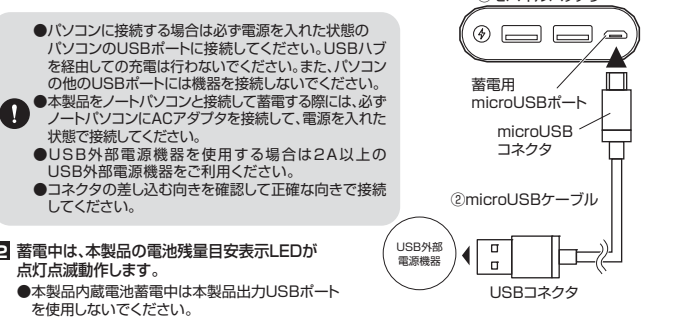 ●パソコンに接続する場合は必ず電源を入れた状態の
パソコンのUSBポートに接続してください。USBハブ
を経由しての充電は行わないでください。また、パソコン
の他のUSBポートには機器を接続しないでください。
●本製品をノートパソコンと接続して蓄電する際には、必ず
ノートパソコンにACアダプタを接続して、電源を入れた
状態で接続してください。
●USB外部電源機器を使用する場合は2A以上の
USB外部電源機器をご利用ください。
●コネクタの差し込む向きを確認して正確な向きで接続
してください。
2 蓄電中は、本製品の電池残量目安表示LEDが
点灯点滅動作します。
●本製品内蔵電池蓄電中は本製品出力USBポート
を使用しないでください。
蓄電用
microUSBポート
microUSB
コネクタ
②microUSBケーブル
USB外部
電源機器
USBコネクタ